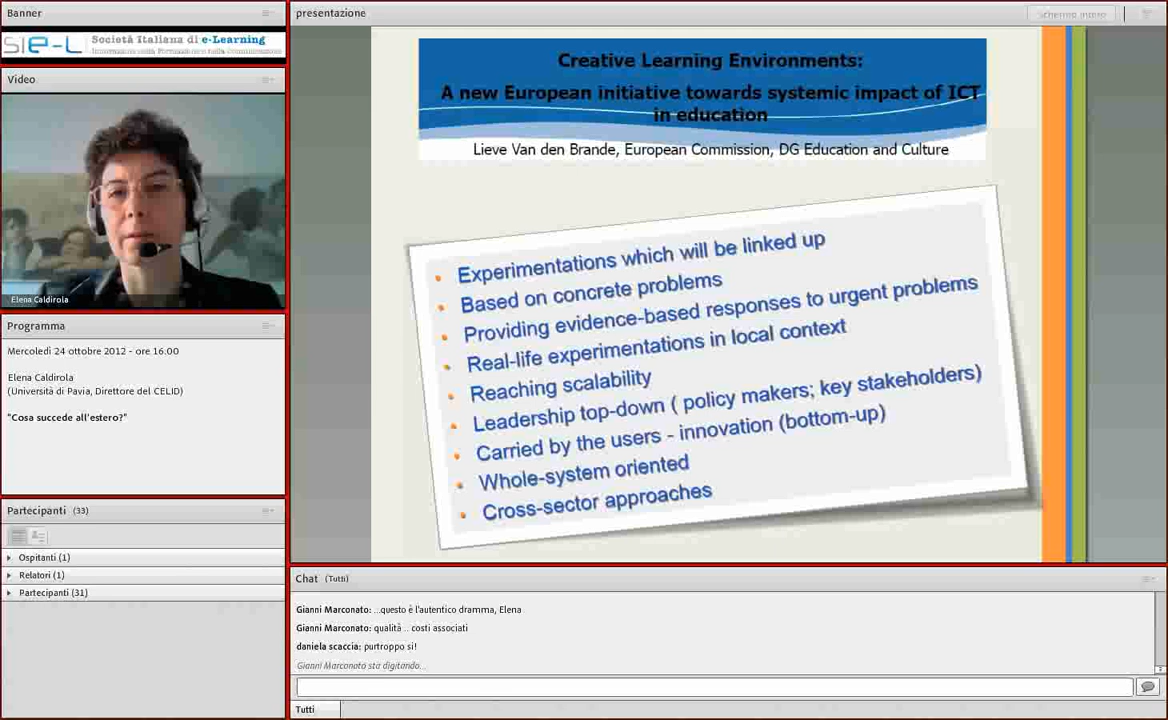 Banner
presentazione
Schermo intero
SIe-L Società Italiana di e-Learning
Video
Elena Caldirola
Programma
Mercoledì 24 ottobre 2012 - ore 16:00
Elena Caldirola
(Università di Pavia, Direttore del CELID)
"Cosa succede all'estero?"
Partecipanti (33)
Ospitanti (1)
Relatori (1)
Partecipanti (31)
Creative Learning Environments:
A new European initiative towards systemic impact of ICT
in education
Lieve Van den Brande, European Commission, DG Education and Culture
• Experimentations which will be linked up
• Based on concrete problems
• Providing evidence-based responses to urgent problems
• Real-life experimentations in local context
• Reaching scalability
• Leadership top-down ( policy makers; key stakeholders)
• Carried by the users - innovation (bottom-up)
• Whole-system oriented
• Cross-sector approaches
Chat (Tutti)
Gianni Marconato: ...questo è l'autentico dramma, Elena
Gianni Marconato: qualità .. costi associati
daniela scaccia: purtroppo si!
Gianni Marconato sta digitando...
Tutti